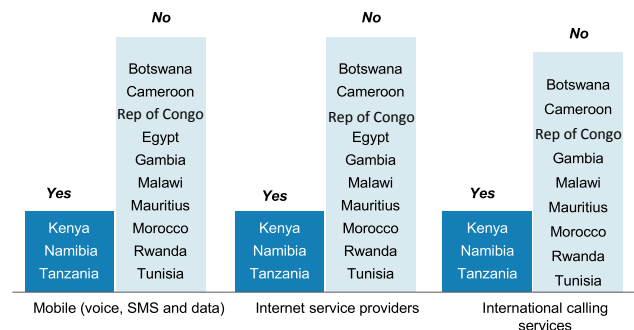 No
Botswana
Cameroon
Rep of Congo
Egypt
Gambia
Malawi
Mauritius
Morocco
Rwanda
Tunisia
Yes
Kenya
Namibia
Tanzania
Mobile (voice, SMS and data)
No
Botswana
Cameroon
Rep of Congo
Egypt
Gambia
Malawi
Mauritius
Morocco
Rwanda
Tunisia
Yes
Kenya
Namibia
Tanzania
Internet service providers
No
Botswana
Cameroon
Rep of Congo
Gambia
Malawi
Mauritius
Morocco
Rwanda
Tunisia
Yes
Kenya
Namibia
Tanzania
International calling
services